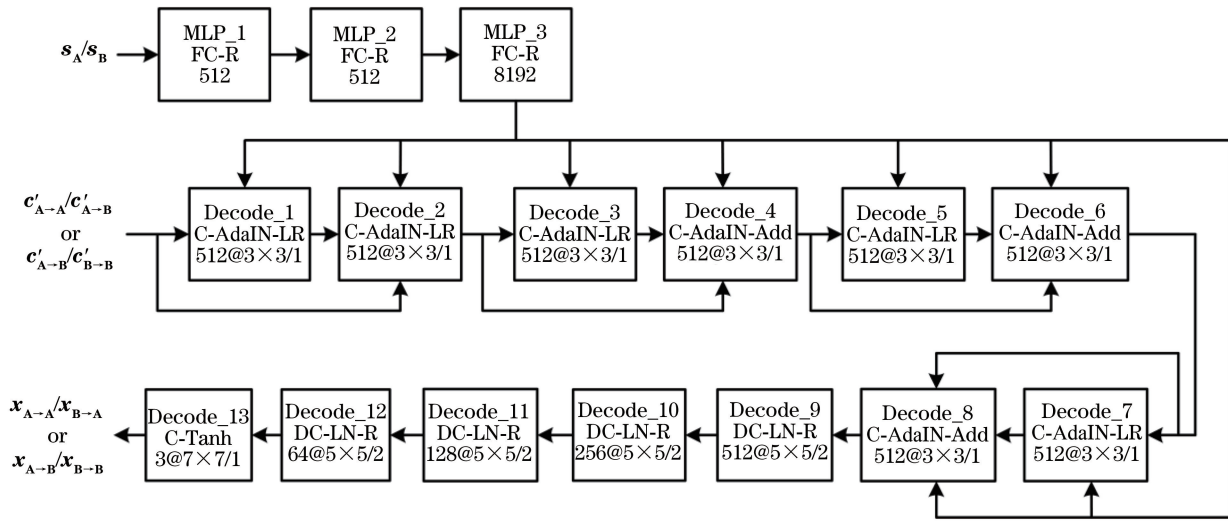 s_A/s_B
MLP_1
FC-R
512
MLP_2
FC-R
512
MLP_3
FC-R
8192
c′_A→A/c′_A→B
or
c′_A→B/c′_B→B
Decode_1
C-AdaIN-LR
512@3×3/1
Decode_2
C-AdaIN-LR
512@3×3/1
Decode_3
C-AdaIN-LR
512@3×3/1
Decode_4
C-AdaIN-Add
512@3×3/1
Decode_5
C-AdaIN-LR
512@3×3/1
Decode_6
C-AdaIN-Add
512@3×3/1
x_A→A/x_B→A
or
x_A→B/x_B→B
Decode_13
C-Tanh
3@7×7/1
Decode_12
DC-LN-R
64@5×5/2
Decode_11
DC-LN-R
128@5×5/2
Decode_10
DC-LN-R
256@5×5/2
Decode_9
DC-LN-R
512@5×5/2
Decode_8
C-AdaIN-Add
512@3×3/1
Decode_7
C-AdaIN-LR
512@3×3/1